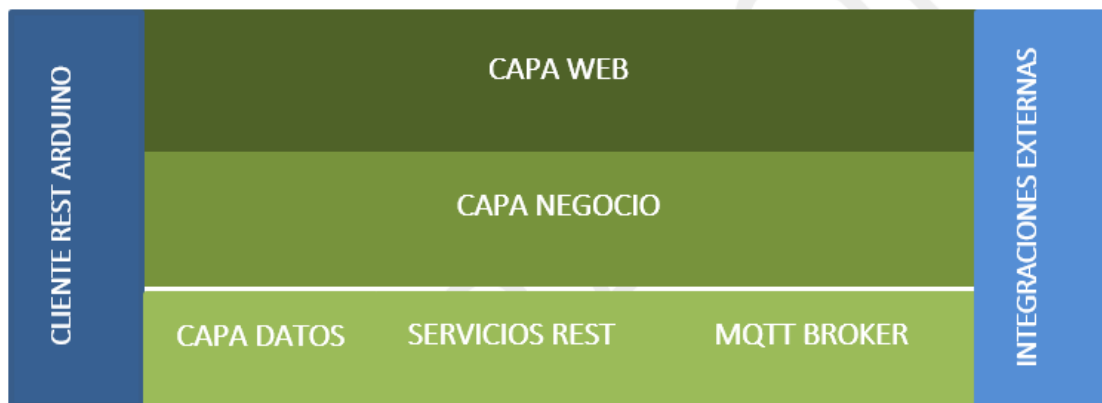 CLIENTE REST ARDUINO
CAPA WEB
CAPA NEGOCIO
CAPA DATOS
SERVICIOS REST
MQTT BROKER
INTEGRACIONES EXTERNAS